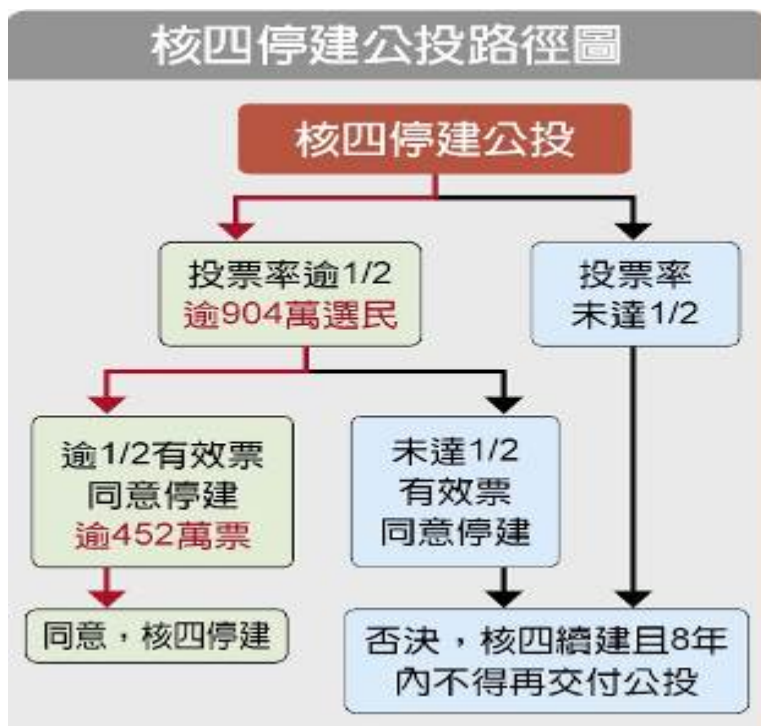 核四停建公投路徑圖
核四停建公投
投票率逾1/2
逾904萬選民
投票率
未達1/2
逾1/2有效票
同意停建
逾452萬票
未達1/2
有效票
同意停建
同意，核四停建
否決，核四續建且8年
內不得再交付公投